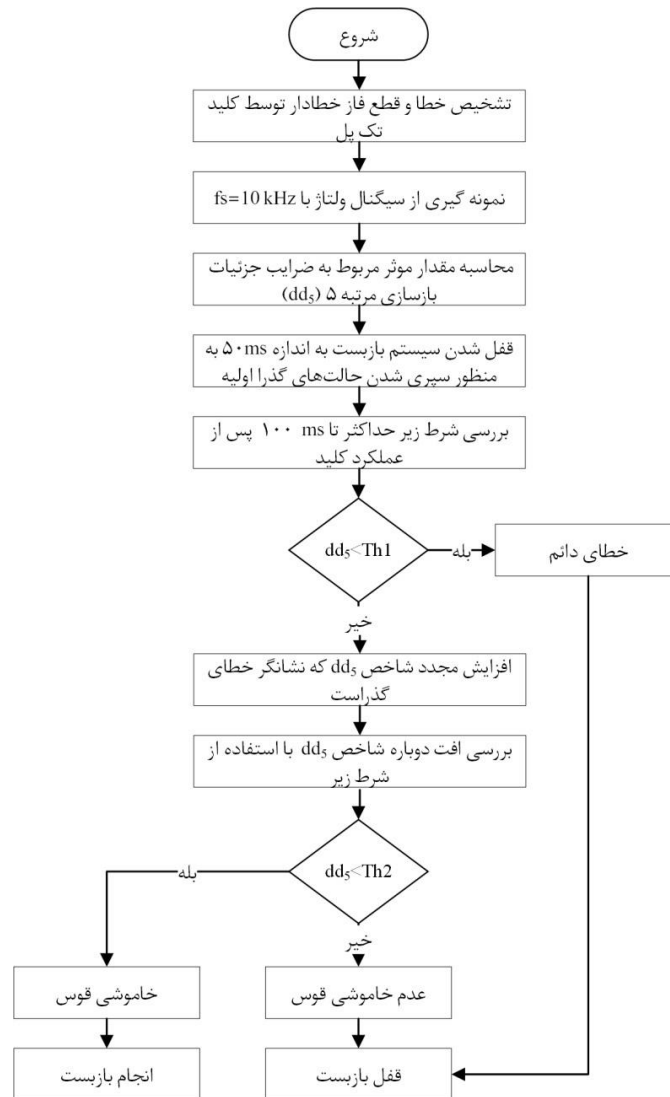 شروع
تشخیص خطا و قطع فاز خطادار توسط کلید
تک پل
نمونه گیری از سیگنال ولتاژ با fs=10 kHz
محاسبه مقدار موثر مربوط به ضرایب جزئیات
بازسازی مرتبه ۵ (dd₅)
قفل شدن سیستم بازبست به اندازه ۵۰ms به
منظور سپری شدن حالت‌های گذرا اولیه
بررسی شرط زیر حداکثر تا ۱۰۰ ms پس از
عملکرد کلید
dd₅<Th1
بله
خطای دائم
خیر
افزایش مجدد شاخص dd₅ که نشانگر خطای
گذراست
بررسی افت دوباره شاخص dd₅ با استفاده از
شرط زیر
dd₅<Th2
بله
خیر
خاموشی قوس
عدم خاموشی قوس
انجام بازبست
قفل بازبست